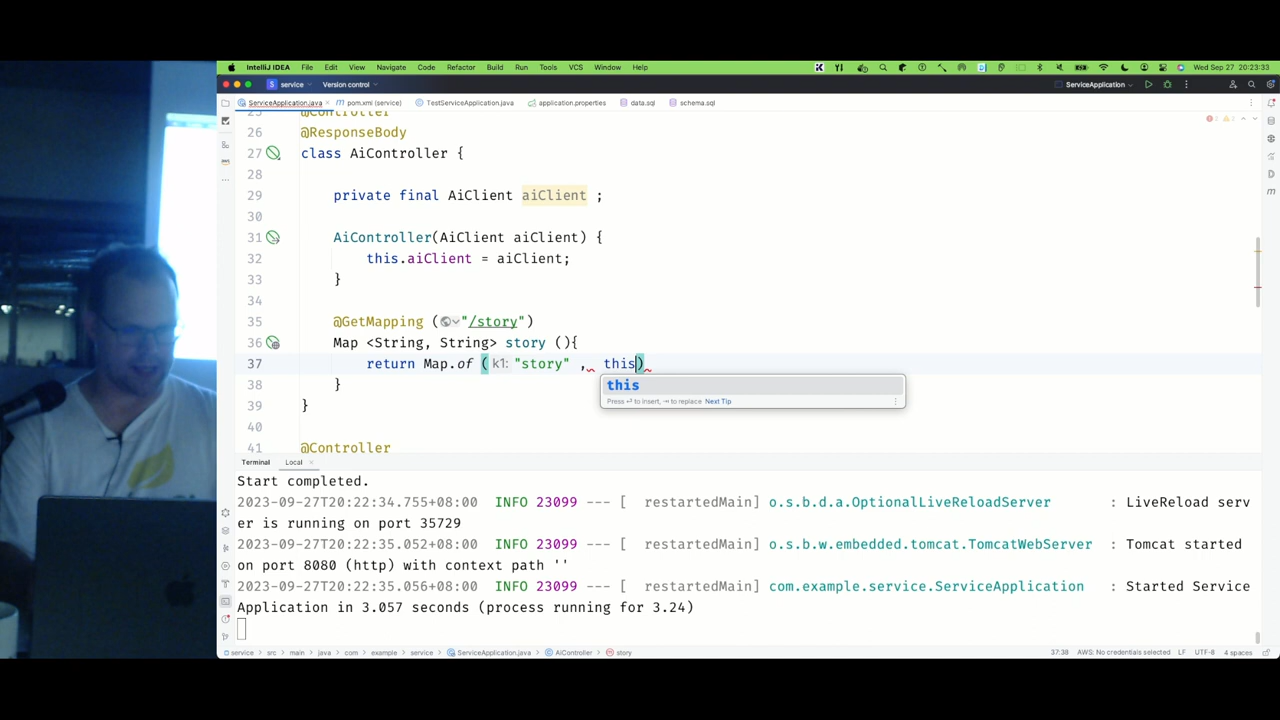 IntelliJ IDEA File Edit View Navigate Code Refactor Build Run Tools VCS Window Help Wed Sep 27 20:23:33
S service Version control ServiceApplication
ServiceApplication.java pom.xml (service) TestServiceApplication.java application.properties data.sql schema.sql
25 @Controller
26 @ResponseBody
27 class AiController {
28
29 private final AiClient aiClient ;
30
31 AiController(AiClient aiClient) {
32 this.aiClient = aiClient;
33 }
34
35 @GetMapping ("/story")
36 Map <String, String> story (){
37 return Map.of (k1: "story" , this)
38 }
this
Press ⏎ to insert, ⇥ to replace Next Tip
39 }
40
41 @Controller
Terminal Local
Start completed.
2023-09-27T20:22:34.755+08:00 INFO 23099 --- [ restartedMain] o.s.b.d.a.OptionalLiveReloadServer : LiveReload serv
er is running on port 35729
2023-09-27T20:22:35.052+08:00 INFO 23099 --- [ restartedMain] o.s.b.w.embedded.tomcat.TomcatWebServer : Tomcat started
on port 8080 (http) with context path ''
2023-09-27T20:22:35.056+08:00 INFO 23099 --- [ restartedMain] com.example.service.ServiceApplication : Started Service
Application in 3.057 seconds (process running for 3.24)
service > src > main > java > com > example > service > ServiceApplication.java > AiController > story 37:38 AWS: No credentials selected LF UTF-8 4 spaces